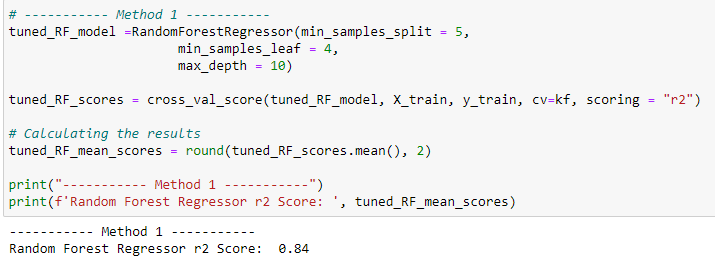 # ----------- Method 1 -----------
tuned_RF_model =RandomForestRegressor(min_samples_split = 5,
                      min_samples_leaf = 4,
                      max_depth = 10)
tuned_RF_scores = cross_val_score(tuned_RF_model, X_train, y_train, cv=kf, scoring = "r2")
# Calculating the results
tuned_RF_mean_scores = round(tuned_RF_scores.mean(), 2)
print("----------- Method 1 -----------")
print(f'Random Forest Regressor r2 Score: ', tuned_RF_mean_scores)
----------- Method 1 -----------
Random Forest Regressor r2 Score:  0.84